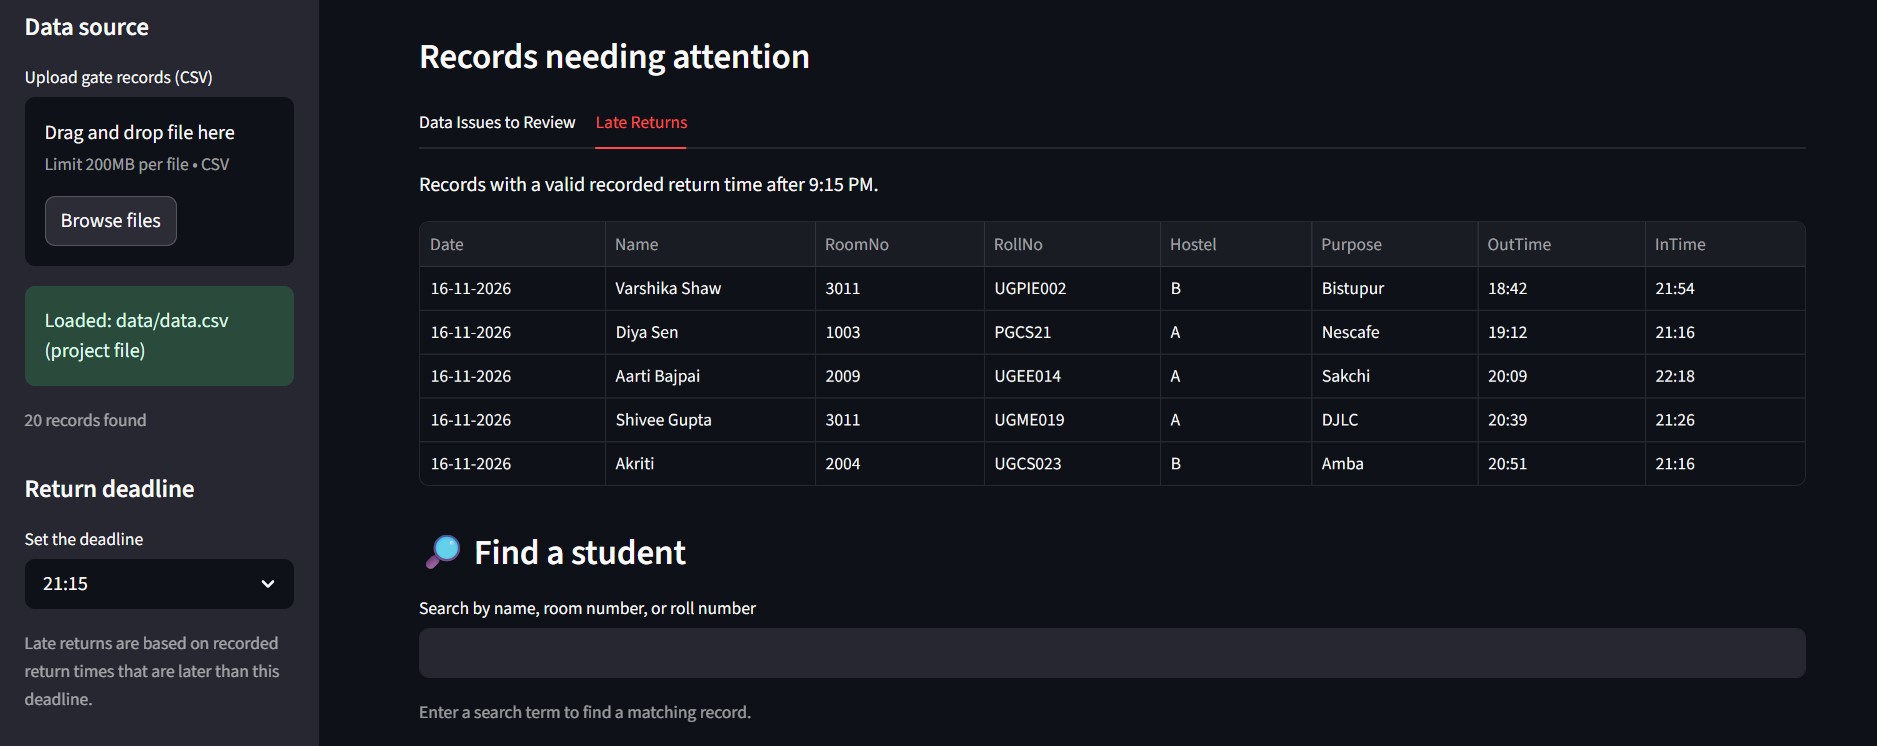 Data source
Upload gate records (CSV)
Drag and drop file here
Limit 200MB per file • CSV
Browse files
Loaded: data/data.csv
(project file)
20 records found
Return deadline
Set the deadline
21:15
Late returns are based on recorded
return times that are later than this
deadline.
Records needing attention
Data Issues to Review Late Returns
Records with a valid recorded return time after 9:15 PM.
Date Name RoomNo RollNo Hostel Purpose OutTime InTime
16-11-2026 Varshika Shaw 3011 UGPIE002 B Bistupur 18:42 21:54
16-11-2026 Diya Sen 1003 PGCS21 A Nescafe 19:12 21:16
16-11-2026 Aarti Bajpai 2009 UGEE014 A Sakchi 20:09 22:18
16-11-2026 Shivee Gupta 3011 UGME019 A DJLC 20:39 21:26
16-11-2026 Akriti 2004 UGCS023 B Amba 20:51 21:16
Find a student
Search by name, room number, or roll number
Enter a search term to find a matching record.